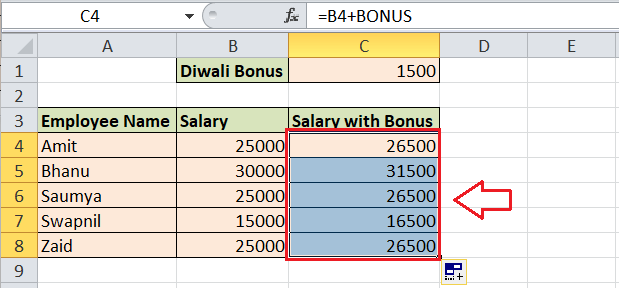 C4 fx =B4+BONUS
A B C D E
1 Diwali Bonus 1500
2
3 Employee Name Salary Salary with Bonus
4 Amit 25000 26500
5 Bhanu 30000 31500
6 Saumya 25000 26500
7 Swapnil 15000 16500
8 Zaid 25000 26500
9